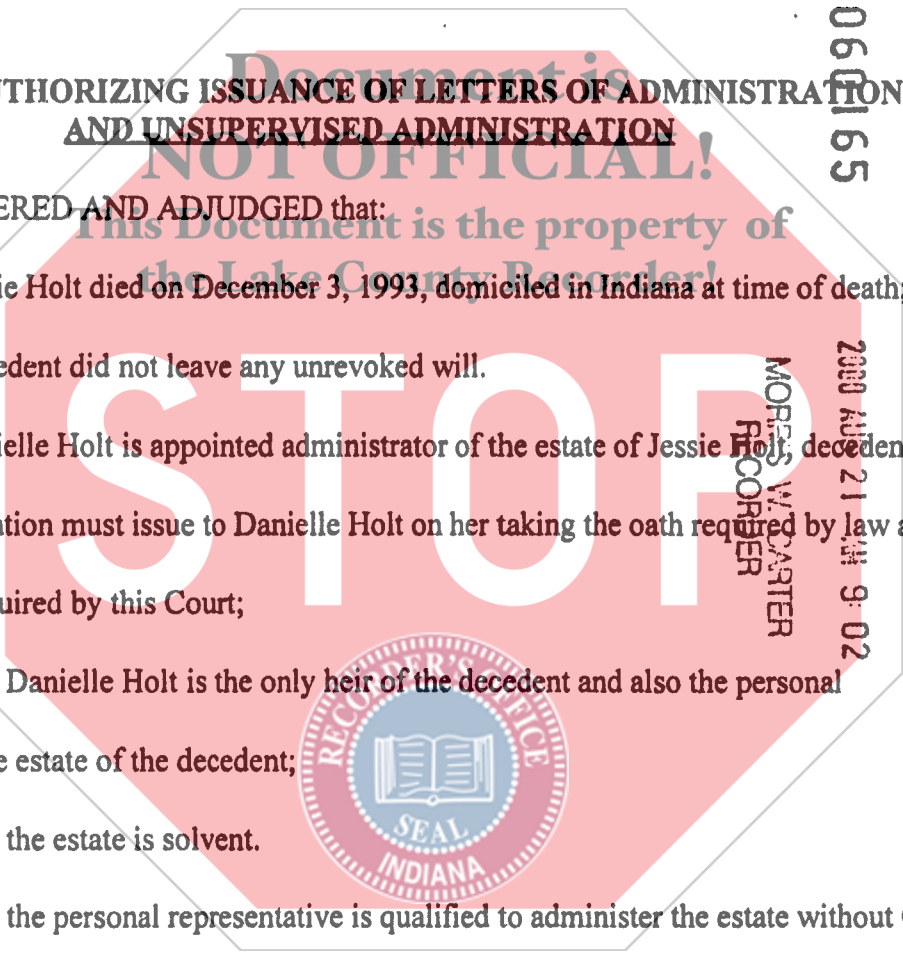 Document is
UTHORIZING ISSUANCE OF LETTERS OF ADMINISTRATION
AND UNSUPERVISED ADMINISTRATION
NOT OFFICIAL!
ERED AND ADJUDGED that:
This Document is the property of
the Lake County Recorder!
ie Holt died on December 3, 1993, domiciled in Indiana at time of death;
edent did not leave any unrevoked will.
ielle Holt is appointed administrator of the estate of Jessie Holt, deceden
ation must issue to Danielle Holt on her taking the oath required by law a
uired by this Court;
Danielle Holt is the only heir of the decedent and also the personal
e estate of the decedent;
the estate is solvent.
the personal representative is qualified to administer the estate without
STOP
RECORDER'S OFFICE
SEAL
INDIANA
2000 AUG 21 AM 9:02
MORRIS W. CARTER
RECORDER